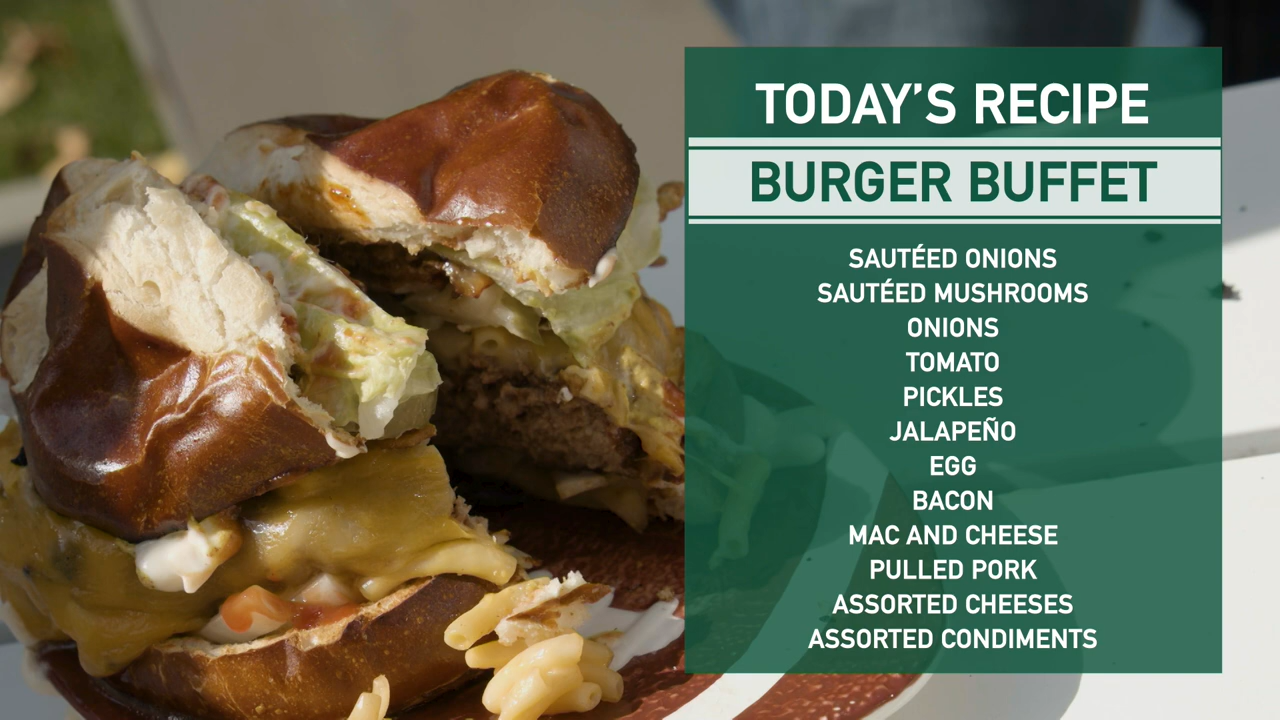 TODAY'S RECIPE
BURGER BUFFET
SAUTÉED ONIONS
SAUTÉED MUSHROOMS
ONIONS
TOMATO
PICKLES
JALAPEÑO
EGG
BACON
MAC AND CHEESE
PULLED PORK
ASSORTED CHEESES
ASSORTED CONDIMENTS